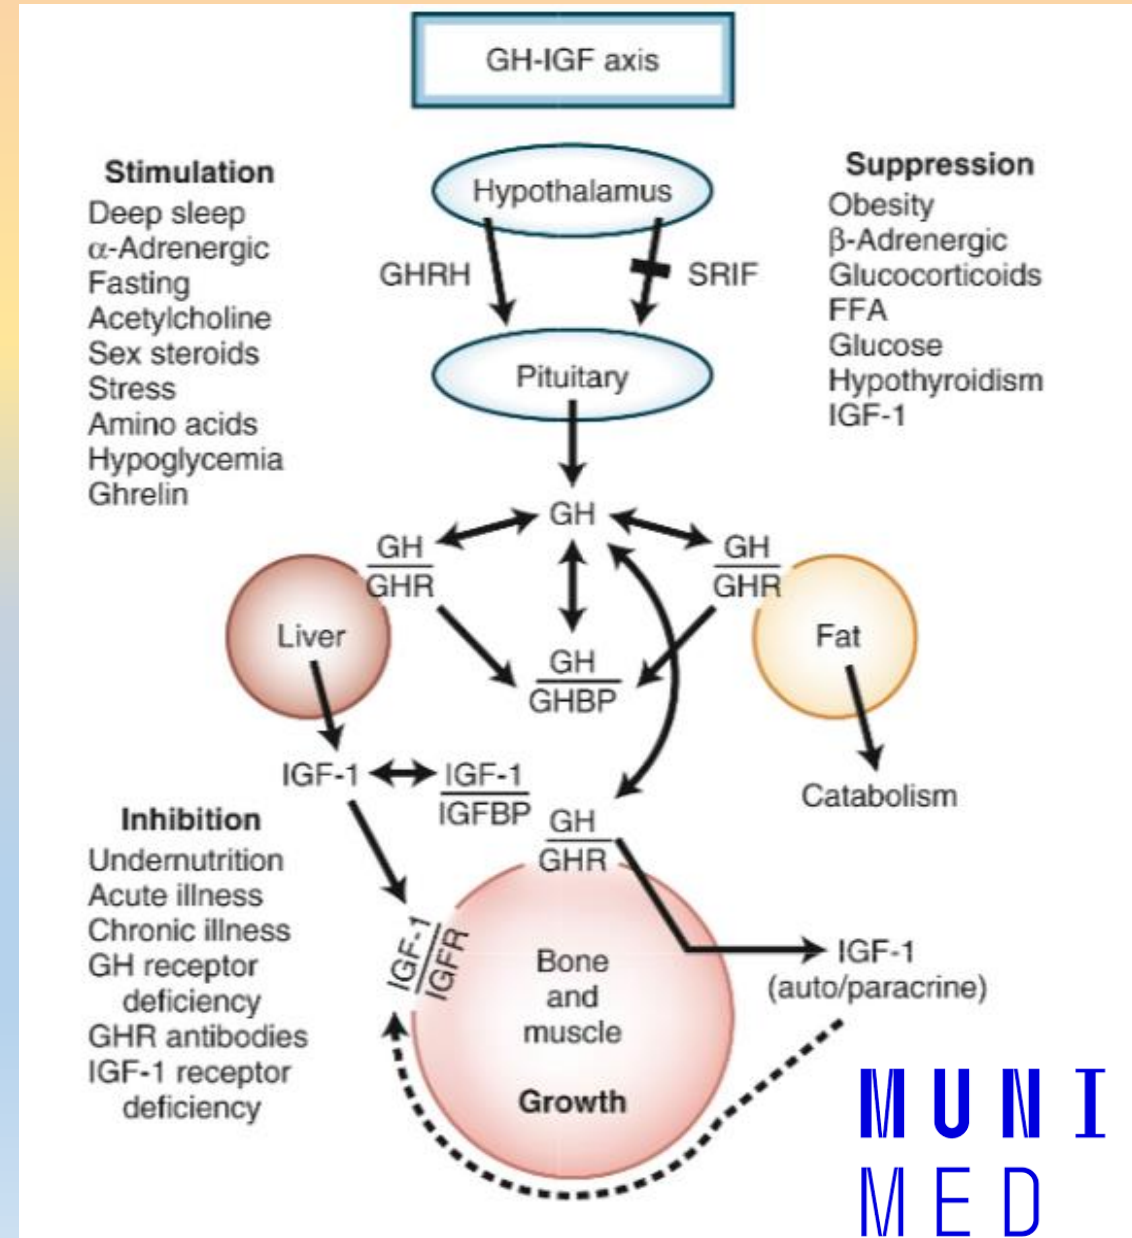 GH-IGF axis
Stimulation
Deep sleep
α-Adrenergic
Fasting
Acetylcholine
Sex steroids
Stress
Amino acids
Hypoglycemia
Ghrelin
Hypothalamus
GHRH
SRIF
Pituitary
Suppression
Obesity
β-Adrenergic
Glucocorticoids
FFA
Glucose
Hypothyroidism
IGF-1
GH
GH
GHR
GH
GHR
Liver
Fat
GH
GHBP
IGF-1
IGF-1
IGFBP
Catabolism
GH
GHR
Inhibition
Undernutrition
Acute illness
Chronic illness
GH receptor
deficiency
GHR antibodies
IGF-1 receptor
deficiency
IGF-1
IGFR
Bone
and
muscle
Growth
IGF-1
(auto/paracrine)
MUNI
MED